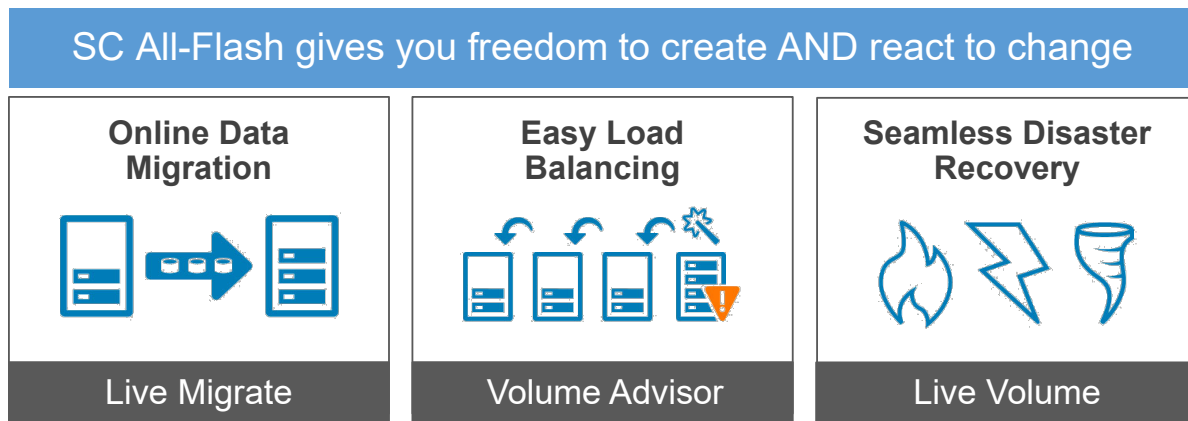 SC All-Flash gives you freedom to create AND react to change
Online Data
Migration
Live Migrate
Easy Load
Balancing
Volume Advisor
Seamless Disaster
Recovery
Live Volume